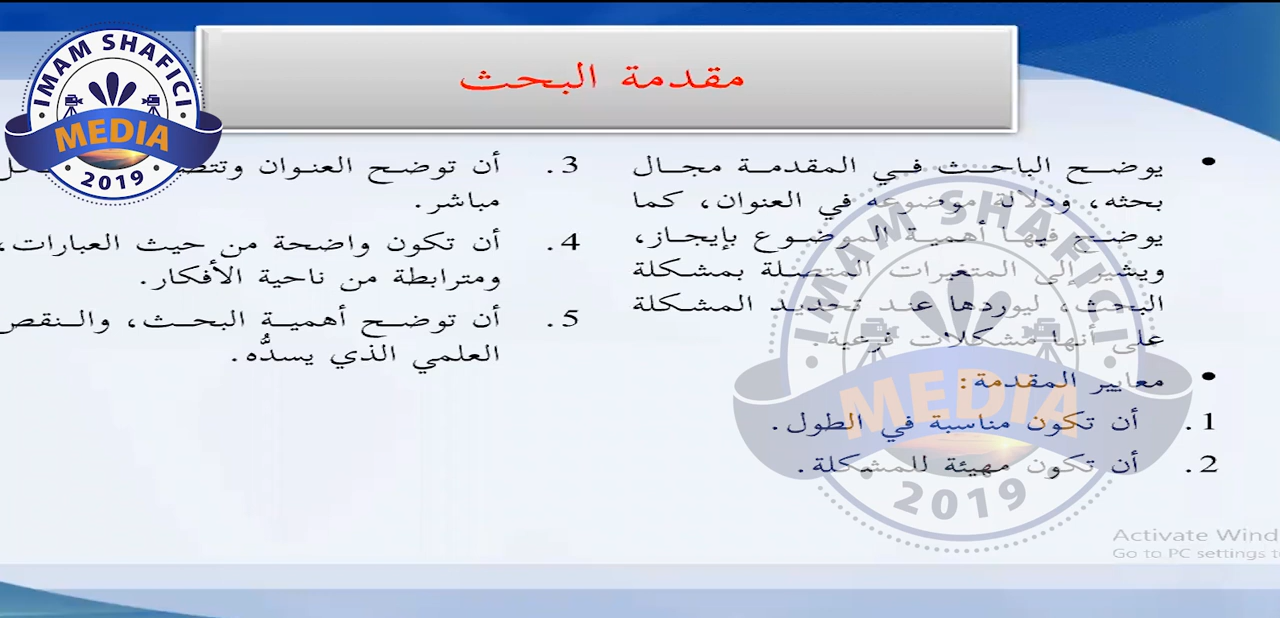 مقدمة البحث
• يوضح الباحث في المقدمة مجال
بحثه، ودلالة موضوعه في العنوان، كما
يوضح فيها أهمية الموضوع بإيجاز،
ويشير إلى المتغيرات المتصلة بمشكلة
البحث، ليوردها عند تحديد المشكلة
على أنها مشكلات فرعية.
• معايير المقدمة:
1. أن تكون مناسبة في الطول.
2. أن تكون مهيئة للمشكلة.
3. أن توضح العنوان
مباشر.
4. أن تكون واضحة من حيث العبارات،
ومترابطة من ناحية الأفكار.
5. أن توضح أهمية البحث، والنقص
العلمي الذي يسدُّه.
IMAM SHAFICI
MEDIA
2019
IMAM SHAFICI
MEDIA
2019
Activate Wind
Go to PC settings t